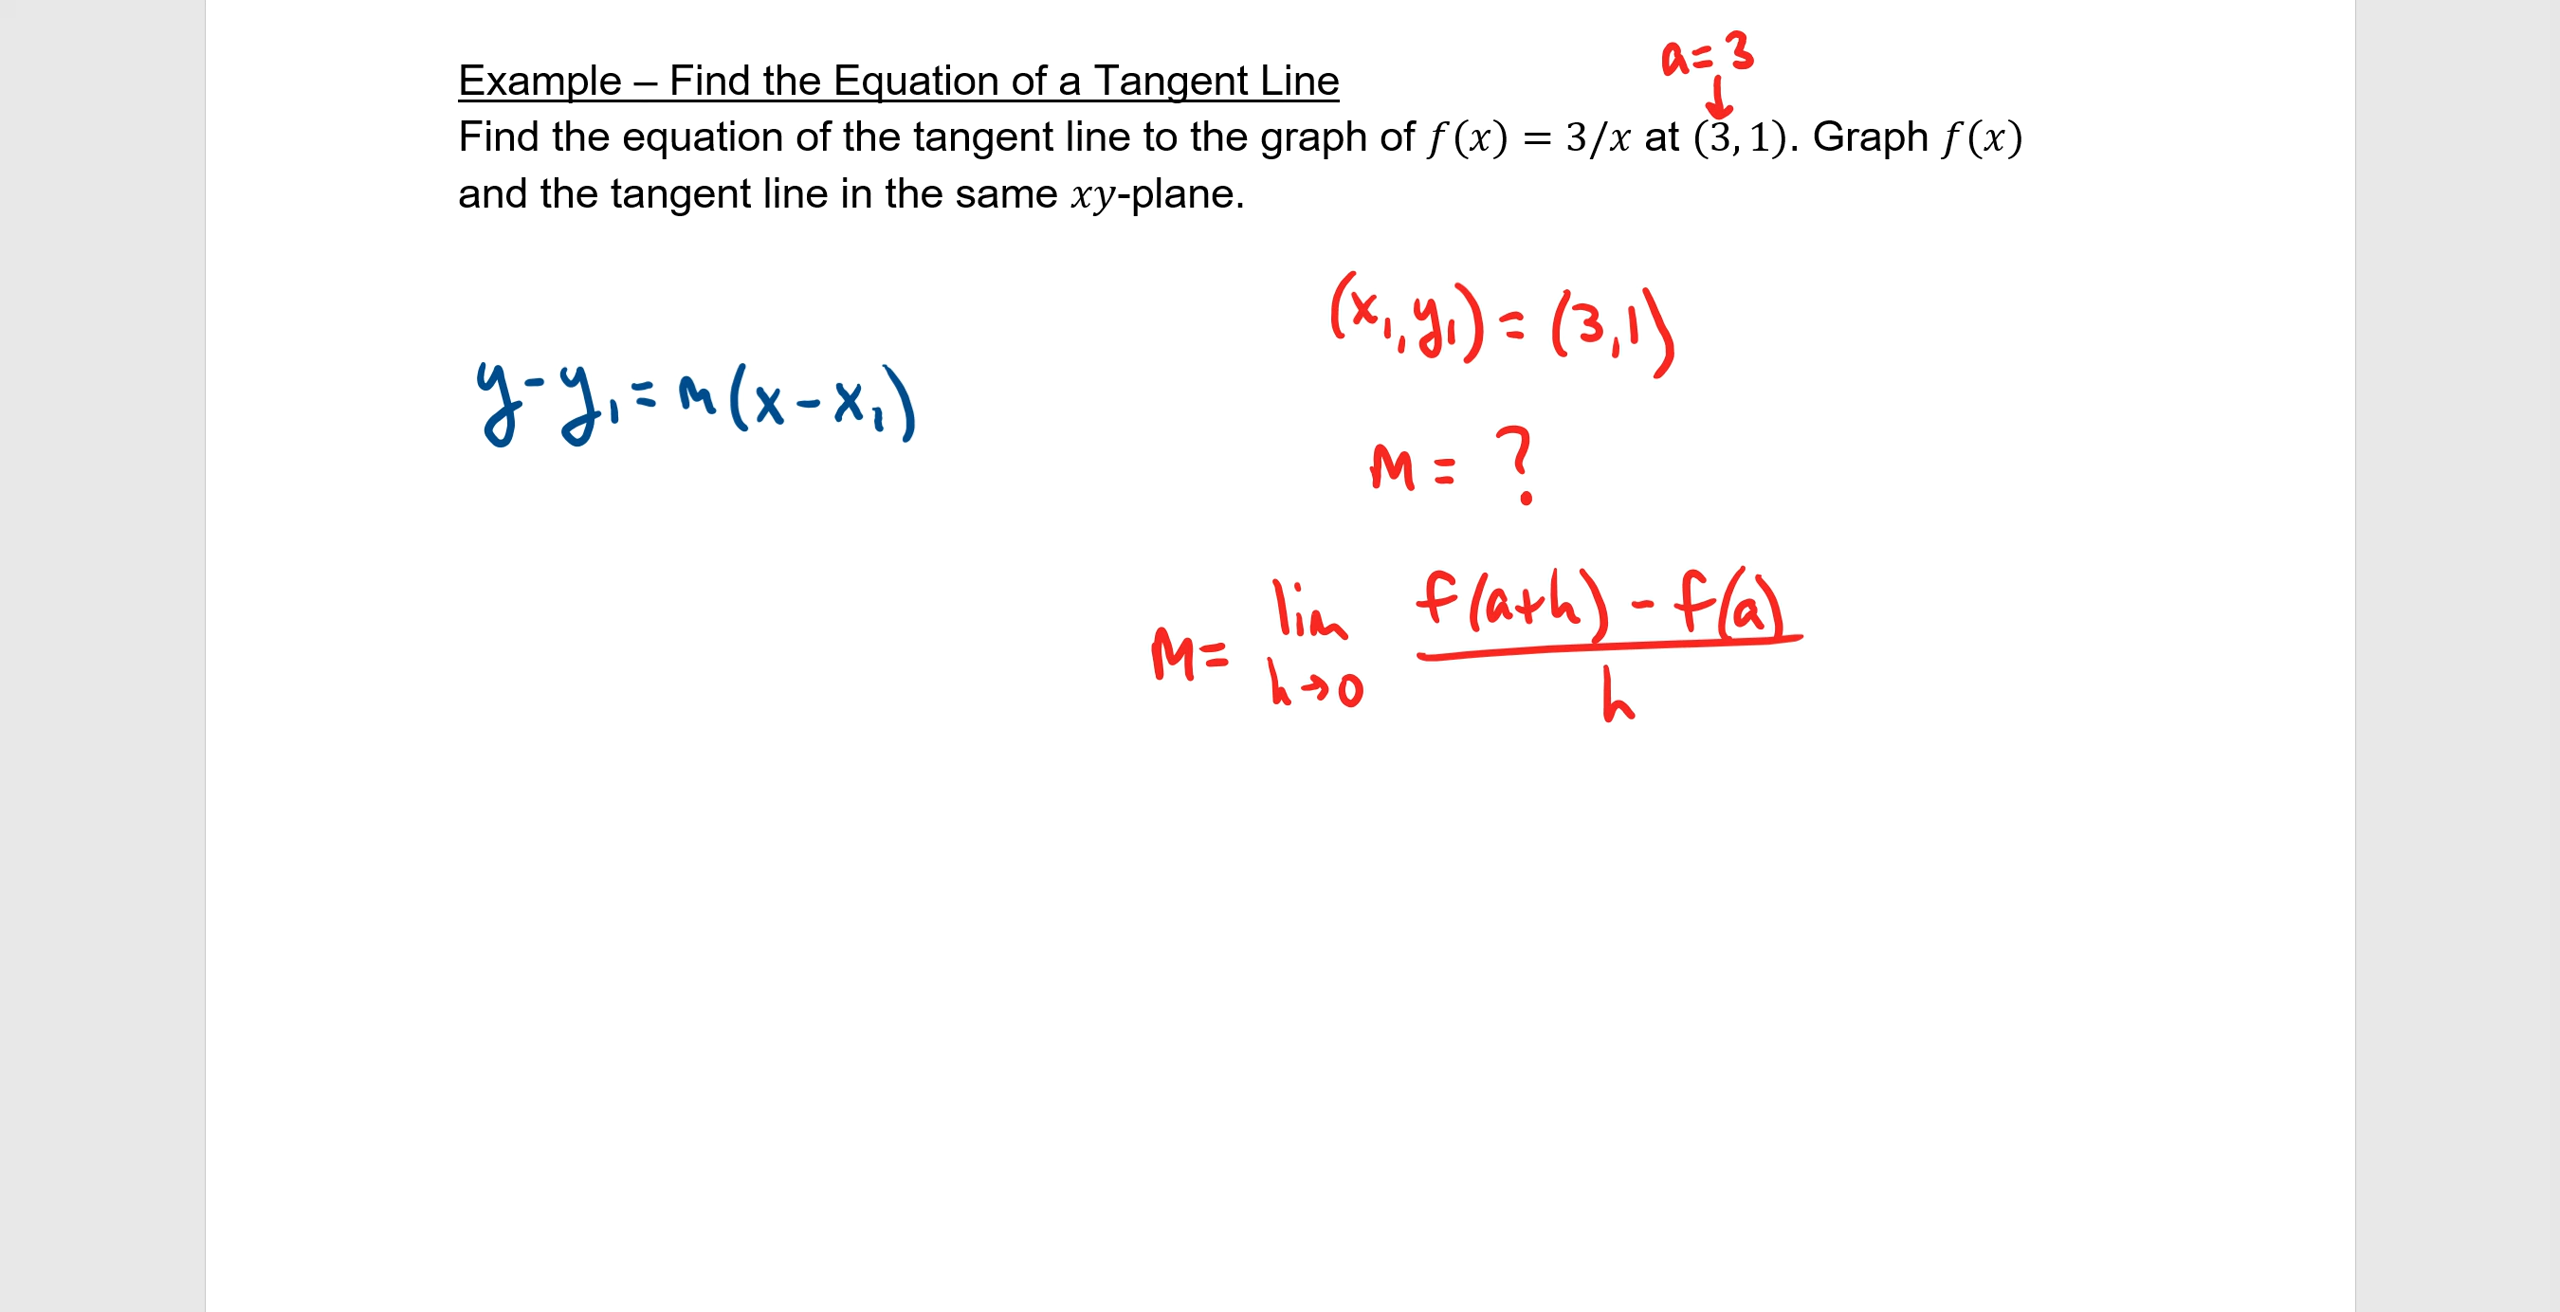 a = 3
Example – Find the Equation of a Tangent Line
Find the equation of the tangent line to the graph of f(x) = 3/x at (3, 1). Graph f(x)
and the tangent line in the same xy-plane.
(x₁, y₁) = (3, 1)
y - y₁ = m(x - x₁)
m = ?
m = lim h→0 f(a+h) - f(a) / h